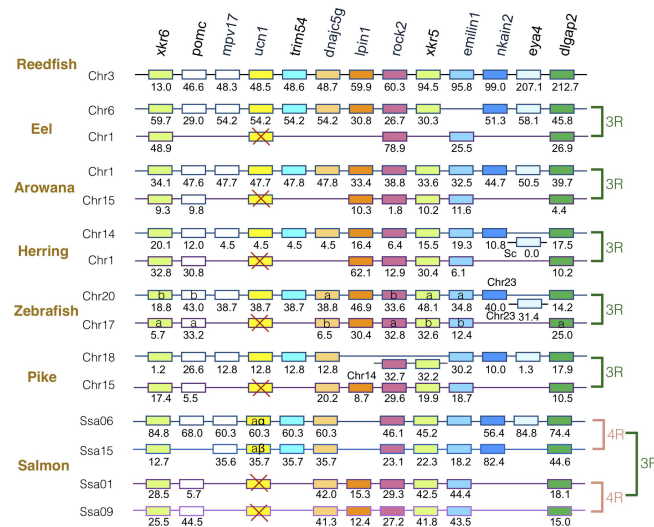 xkr6 pomc mpv17 ucn1 trim54 dnajc5g lpin1 rock2 xkr5 emilin1 nkain2 eya4 dlgap2
Reedfish
Chr3
13.0 46.6 48.3 48.5 48.6 48.7 59.9 60.3 94.5 95.8 99.0 207.1 212.7
Eel
Chr6
59.7 29.0 54.2 54.2 54.2 54.2 30.8 26.7 30.3 51.3 58.1 45.8
3R
Chr1
48.9 78.9 25.5 26.9
Arowana
Chr1
34.1 47.6 47.7 47.7 47.8 47.8 33.4 38.8 33.6 32.5 44.7 50.5 39.7
3R
Chr15
9.3 9.8 10.3 1.8 10.2 11.6 4.4
Herring
Chr14
20.1 12.0 4.5 4.5 4.5 4.5 16.4 6.4 15.5 19.3 10.8 17.5
Sc 0.0
3R
Chr1
32.8 30.8 62.1 12.9 30.4 6.1 10.2
Zebrafish
Chr23
Chr20 b b a b a a
18.8 43.0 38.7 38.7 38.7 38.8 46.9 33.6 48.1 34.8 40.0 14.2
Chr23 31.4
3R
Chr17 a a b a b b a
5.7 33.2 6.5 30.4 32.8 32.6 12.4 25.0
Pike
Chr18
1.2 26.6 12.8 12.8 12.8 12.8 30.2 10.0 1.3 17.9
32.7 32.2
3R
Chr14
Chr15
17.4 5.5 20.2 8.7 29.6 19.9 18.7 10.5
Salmon
Ssa06 aα
84.8 68.0 60.3 60.3 60.3 60.3 46.1 45.2 56.4 84.8 74.4
4R
Ssa15 aβ
12.7 35.6 35.7 35.7 35.7 23.1 22.3 18.2 82.4 44.6
3R
Ssa01
28.5 5.7 42.0 15.3 29.3 42.5 44.4 18.1
4R
Ssa09
25.5 44.5 41.3 12.4 27.2 41.8 43.5 15.0